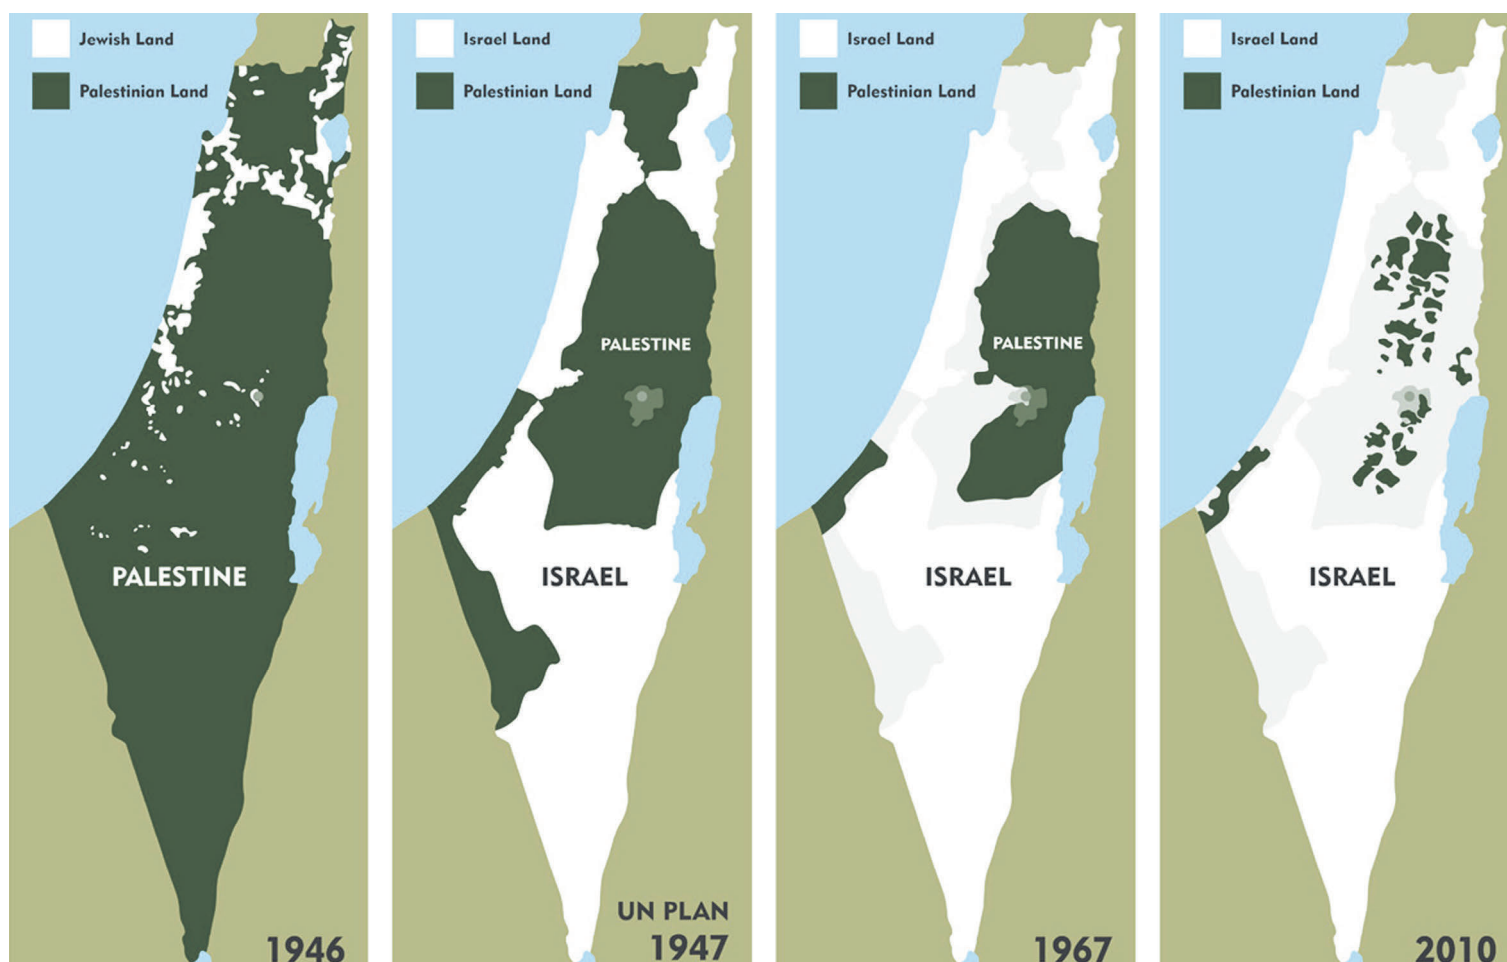 Jewish Land
Palestinian Land
PALESTINE
1946
Israel Land
Palestinian Land
PALESTINE
ISRAEL
UN PLAN
1947
Israel Land
Palestinian Land
PALESTINE
ISRAEL
1967
Israel Land
Palestinian Land
ISRAEL
2010